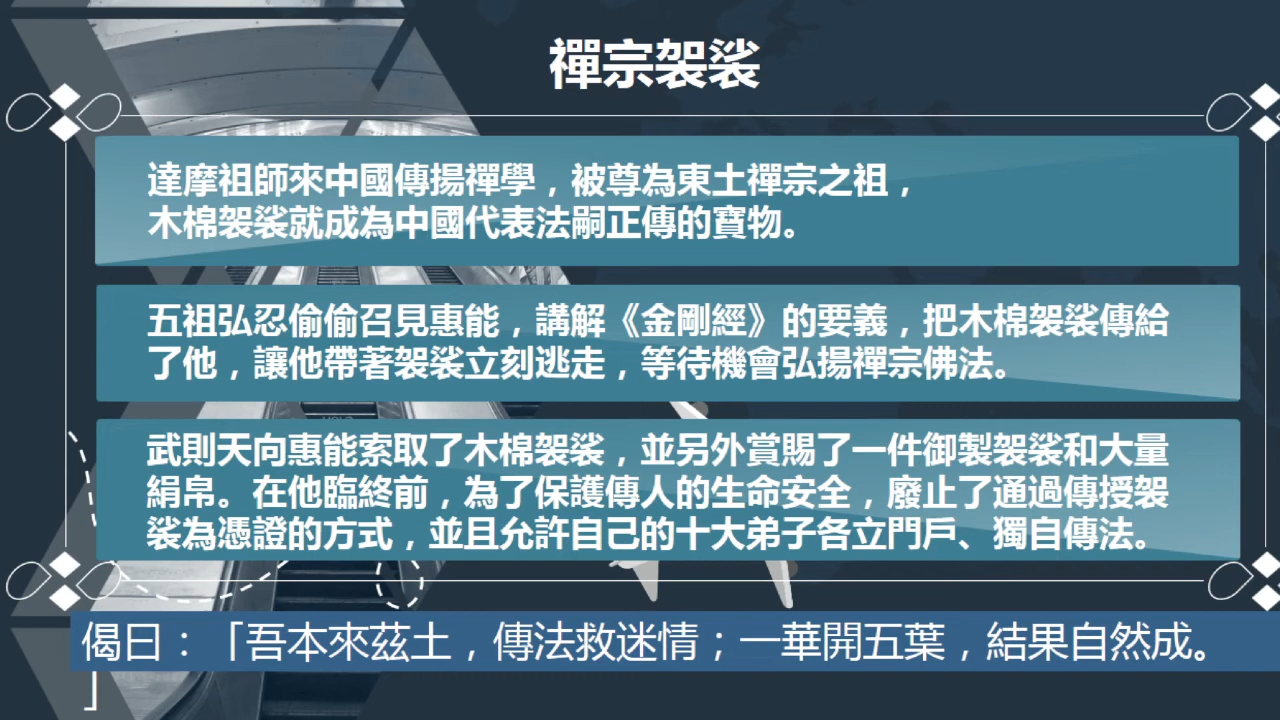 禪宗袈裟
達摩祖師來中國傳揚禪學，被尊為東土禪宗之祖，
木棉袈裟就成為中國代表法嗣正傳的寶物。
五祖弘忍偷偷召見惠能，講解《金剛經》的要義，把木棉袈裟傳給
了他，讓他帶著袈裟立刻逃走，等待機會弘揚禪宗佛法。
武則天向惠能索取了木棉袈裟，並另外賞賜了一件御製袈裟和大量
絹帛。在他臨終前，為了保護傳人的生命安全，廢止了通過傳授袈
裟為憑證的方式，並且允許自己的十大弟子各立門戶、獨自傳法。
偈曰：「吾本來茲土，傳法救迷情；一華開五葉，結果自然成。
」